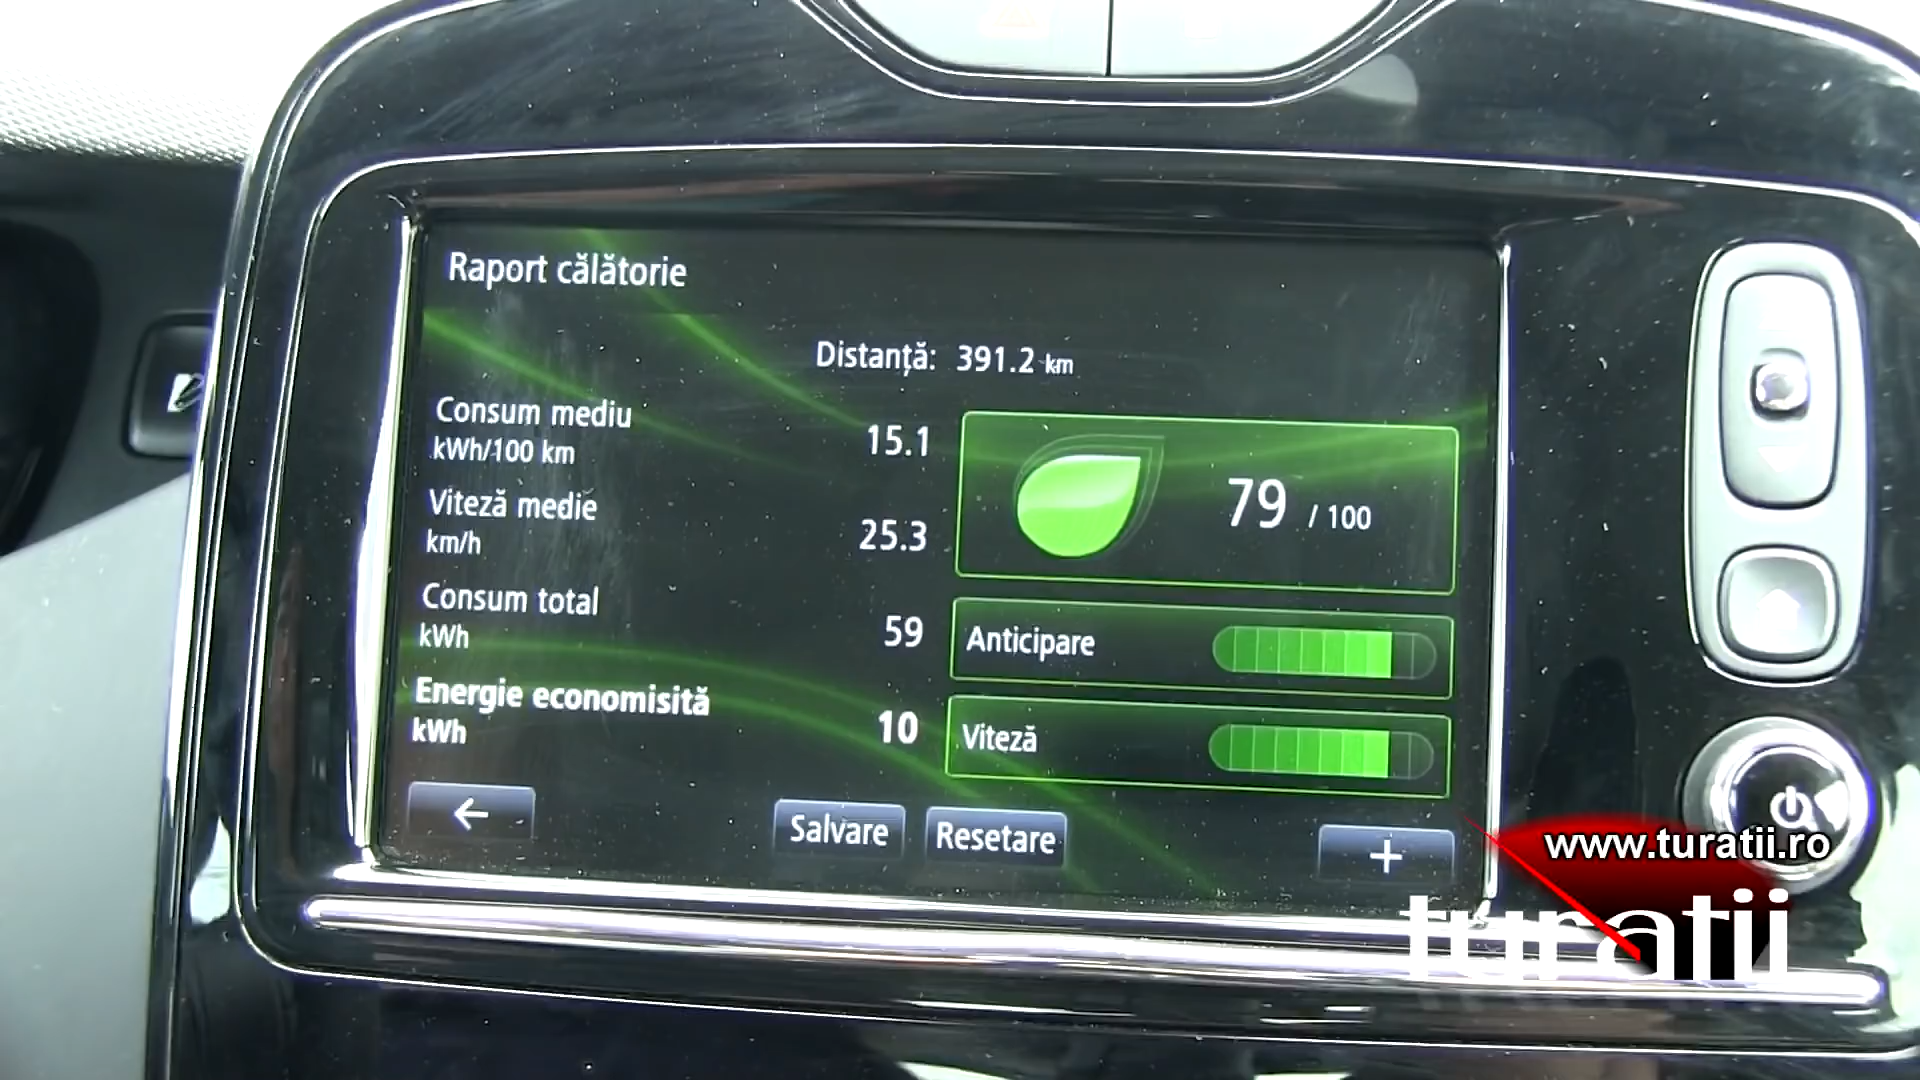 Raport călătorie
Distanță: 391.2 km
Consum mediu 15.1
kWh/100 km
Viteză medie 25.3
km/h
Consum total 59
kWh
Energie economisită 10
kWh
79 / 100
Anticipare
Viteză
Salvare Resetare +
www.turatii.ro
turatii